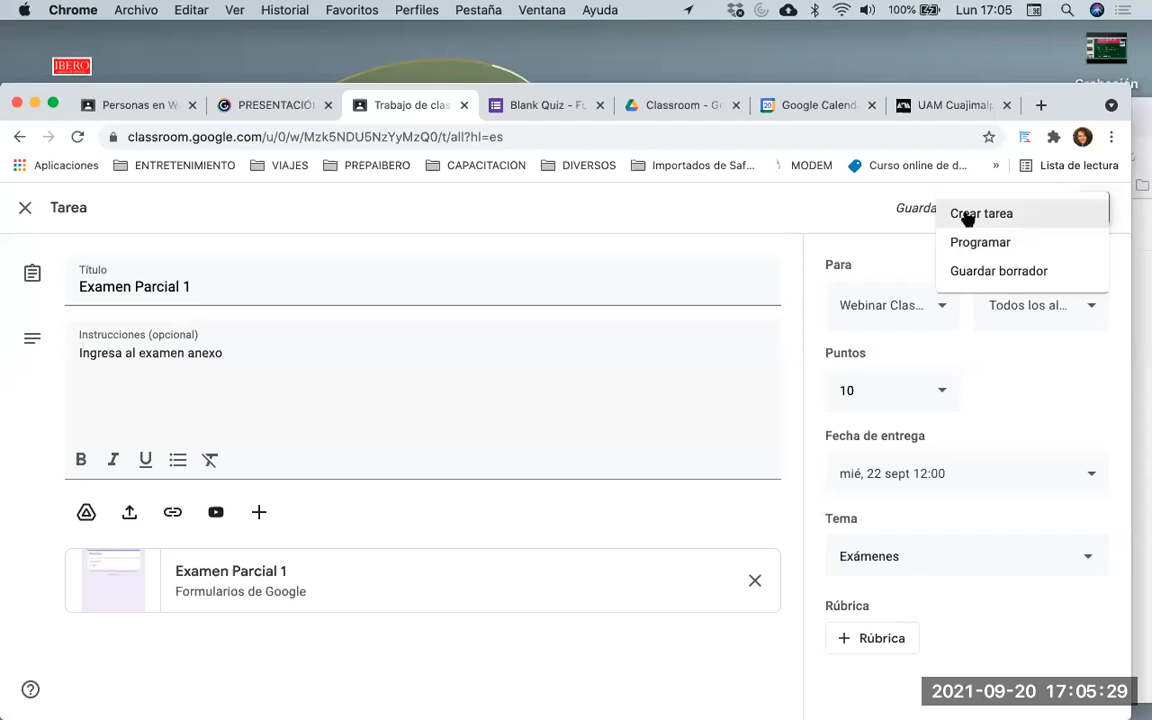 Chrome Archivo Editar Ver Historial Favoritos Perfiles Pestaña Ventana Ayuda 100% Lun 17:05
IBERO
Grabación
Personas en W PRESENTACIÓ Trabajo de clas Blank Quiz - Fo Classroom - Go Google Calend UAM Cuajimalp
classroom.google.com/u/0/w/Mzk5NDU5NzYyMzQ0/t/all?hl=es
Aplicaciones ENTRETENIMIENTO VIAJES PREPAIBERO CAPACITACION DIVERSOS Importados de Saf... MODEM Curso online de d... » Lista de lectura
Tarea
Guarda
Crear tarea
Programar
Guardar borrador
Título
Examen Parcial 1
Instrucciones (opcional)
Ingresa al examen anexo
B I U
Examen Parcial 1
Formularios de Google
Para
Webinar Clas... Todos los al...
Puntos
10
Fecha de entrega
mié, 22 sept 12:00
Tema
Exámenes
Rúbrica
+ Rúbrica
2021-09-20 17:05:29